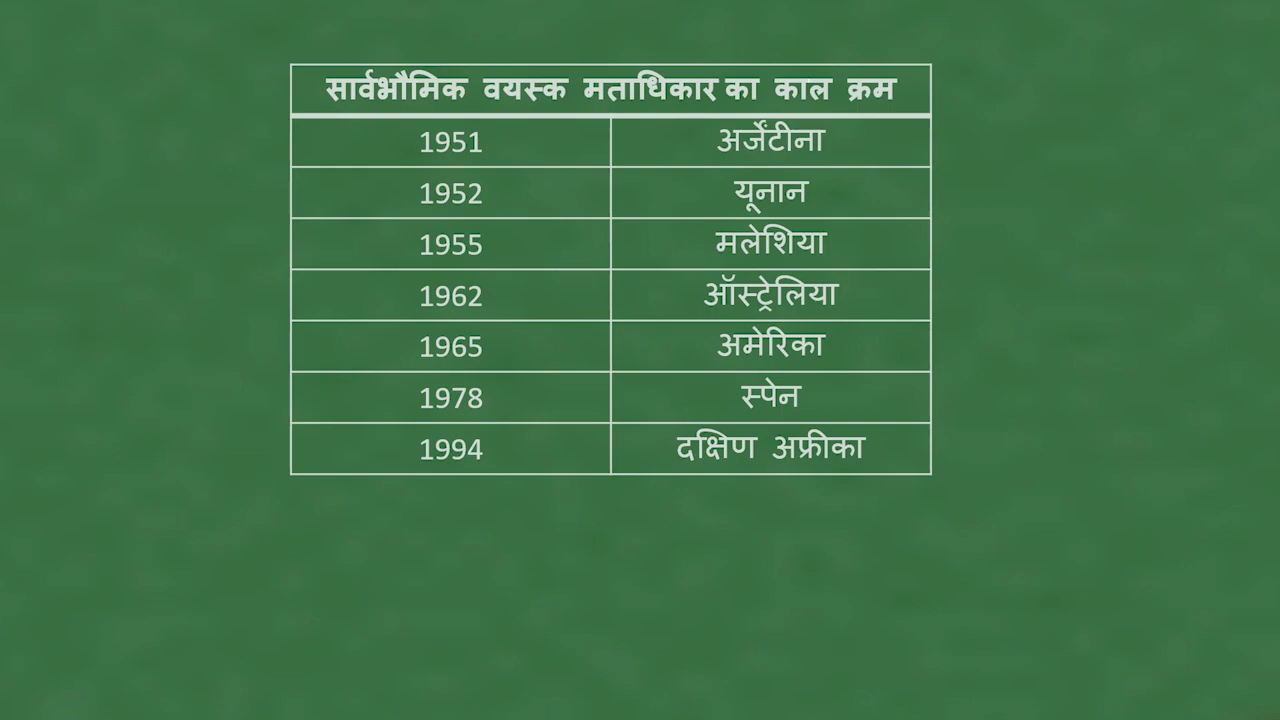 सार्वभौमिक वयस्क मताधिकार का काल क्रम
1951 अर्जेंटीना
1952 यूनान
1955 मलेशिया
1962 ऑस्ट्रेलिया
1965 अमेरिका
1978 स्पेन
1994 दक्षिण अफ्रीका